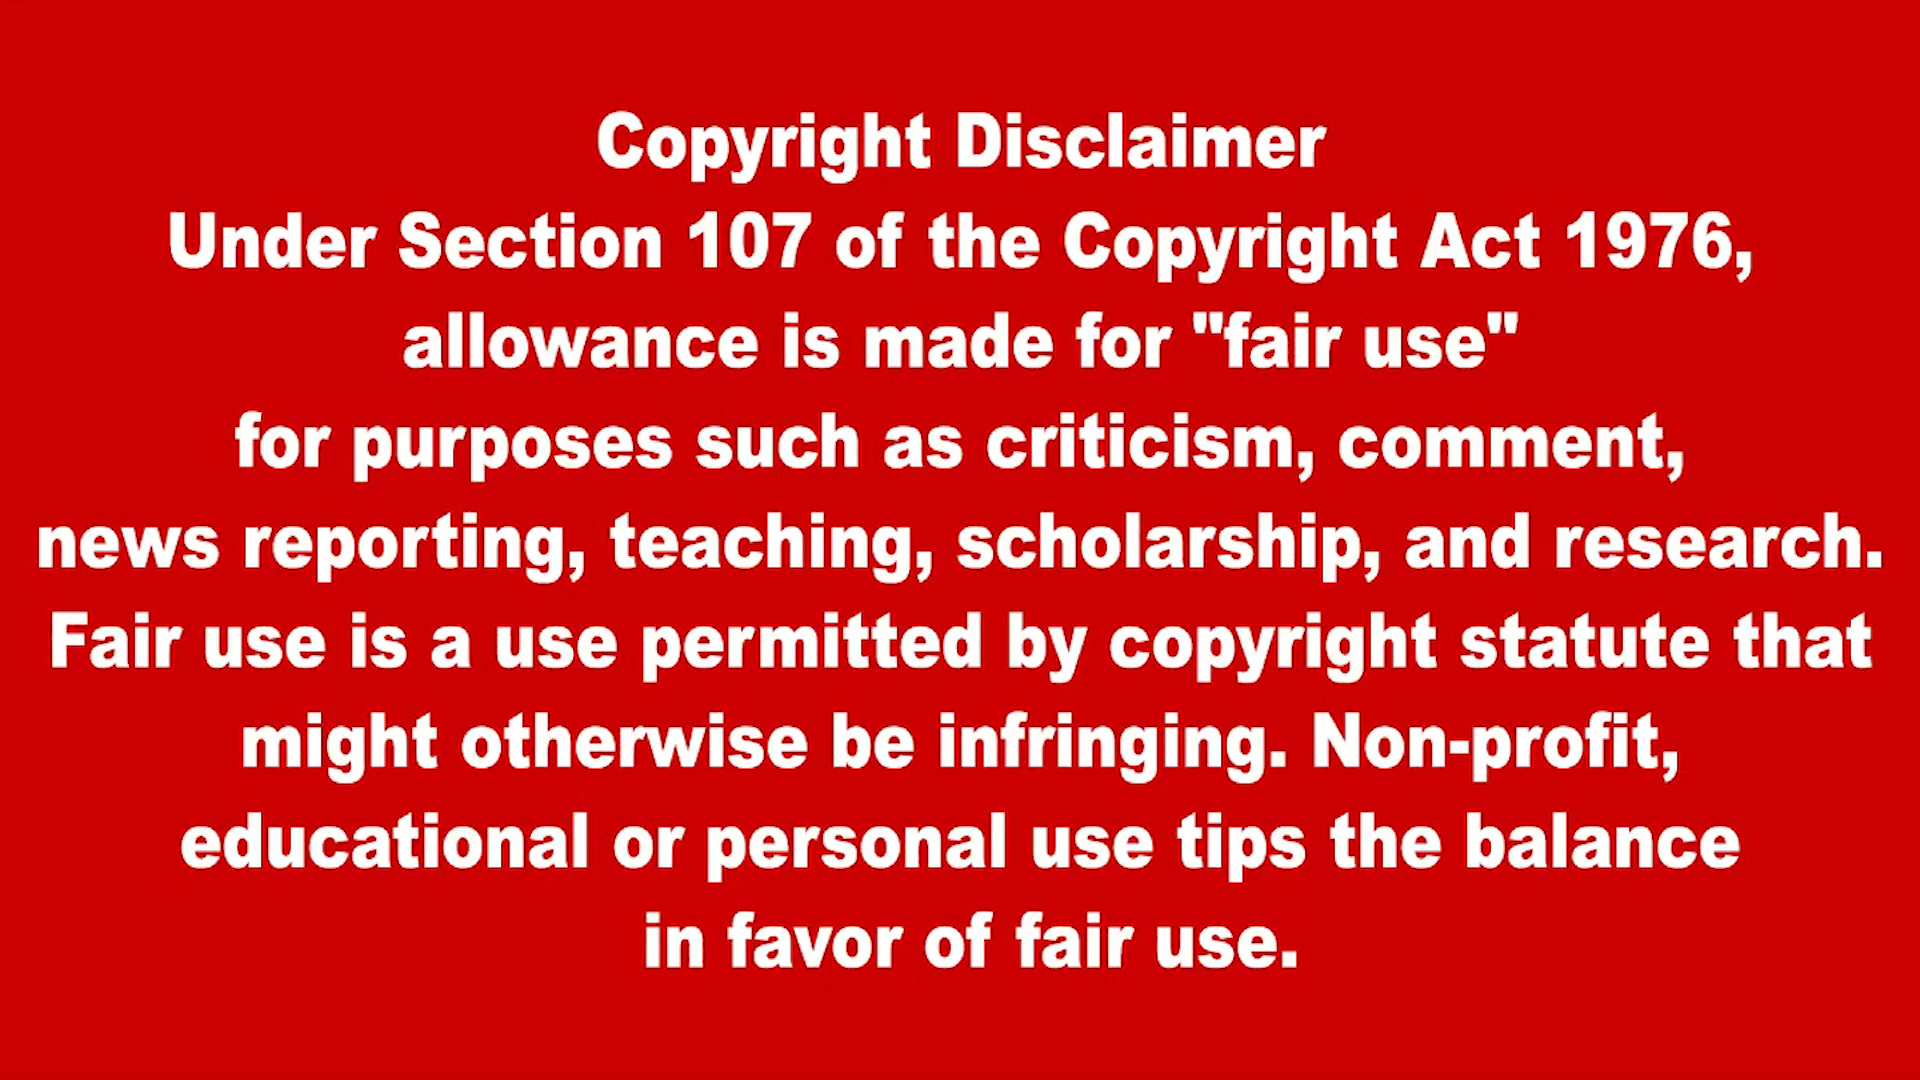 Copyright Disclaimer
Under Section 107 of the Copyright Act 1976,
allowance is made for "fair use"
for purposes such as criticism, comment,
news reporting, teaching, scholarship, and research.
Fair use is a use permitted by copyright statute that
might otherwise be infringing. Non-profit,
educational or personal use tips the balance
in favor of fair use.